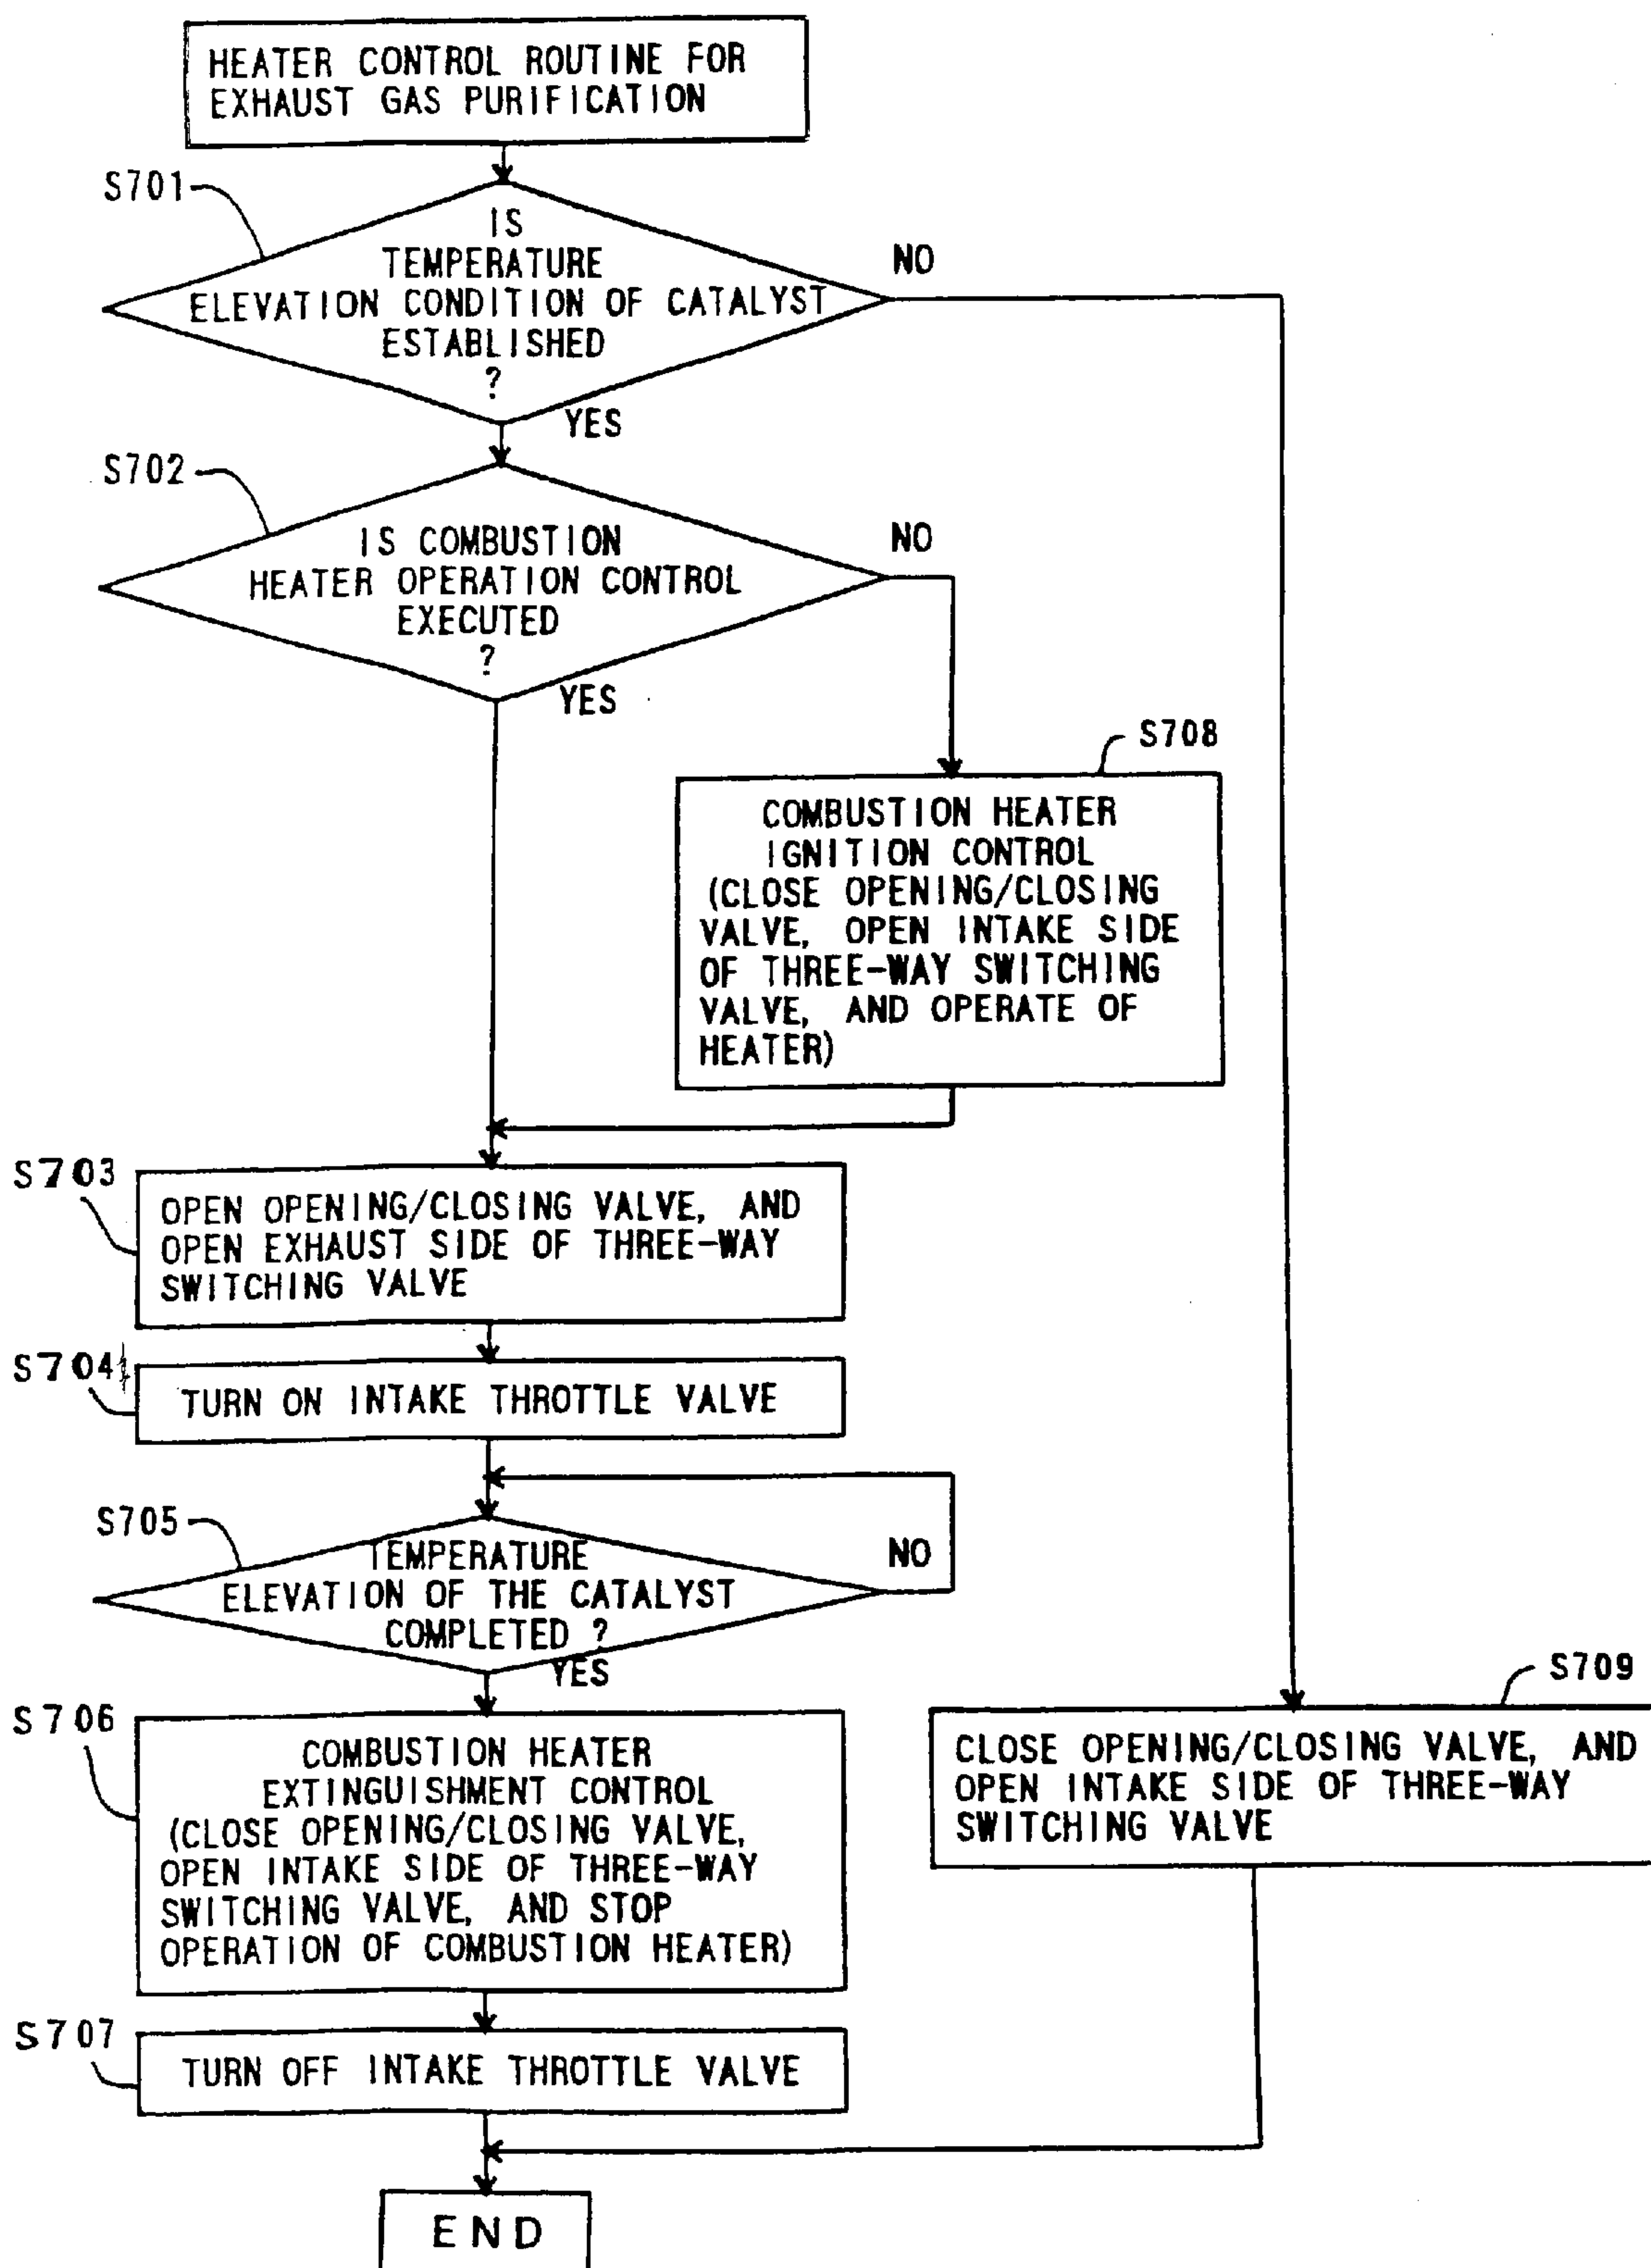 HEATER CONTROL ROUTINE FOR
EXHAUST GAS PURIFICATION
S701
IS
TEMPERATURE
ELEVATION CONDITION OF CATALYST
ESTABLISHED
?
NO
YES
S702
IS COMBUSTION
HEATER OPERATION CONTROL
EXECUTED
?
NO
YES
S708
COMBUSTION HEATER
IGNITION CONTROL
(CLOSE OPENING/CLOSING
VALVE, OPEN INTAKE SIDE
OF THREE-WAY SWITCHING
VALVE, AND OPERATE OF
HEATER)
S703
OPEN OPENING/CLOSING VALVE, AND
OPEN EXHAUST SIDE OF THREE-WAY
SWITCHING VALVE
S704
TURN ON INTAKE THROTTLE VALVE
S705
TEMPERATURE
ELEVATION OF THE CATALYST
COMPLETED ?
NO
YES
S706
COMBUSTION HEATER
EXTINGUISHMENT CONTROL
(CLOSE OPENING/CLOSING VALVE,
OPEN INTAKE SIDE OF THREE-WAY
SWITCHING VALVE, AND STOP
OPERATION OF COMBUSTION HEATER)
S709
CLOSE OPENING/CLOSING VALVE, AND
OPEN INTAKE SIDE OF THREE-WAY
SWITCHING VALVE
S707
TURN OFF INTAKE THROTTLE VALVE
END